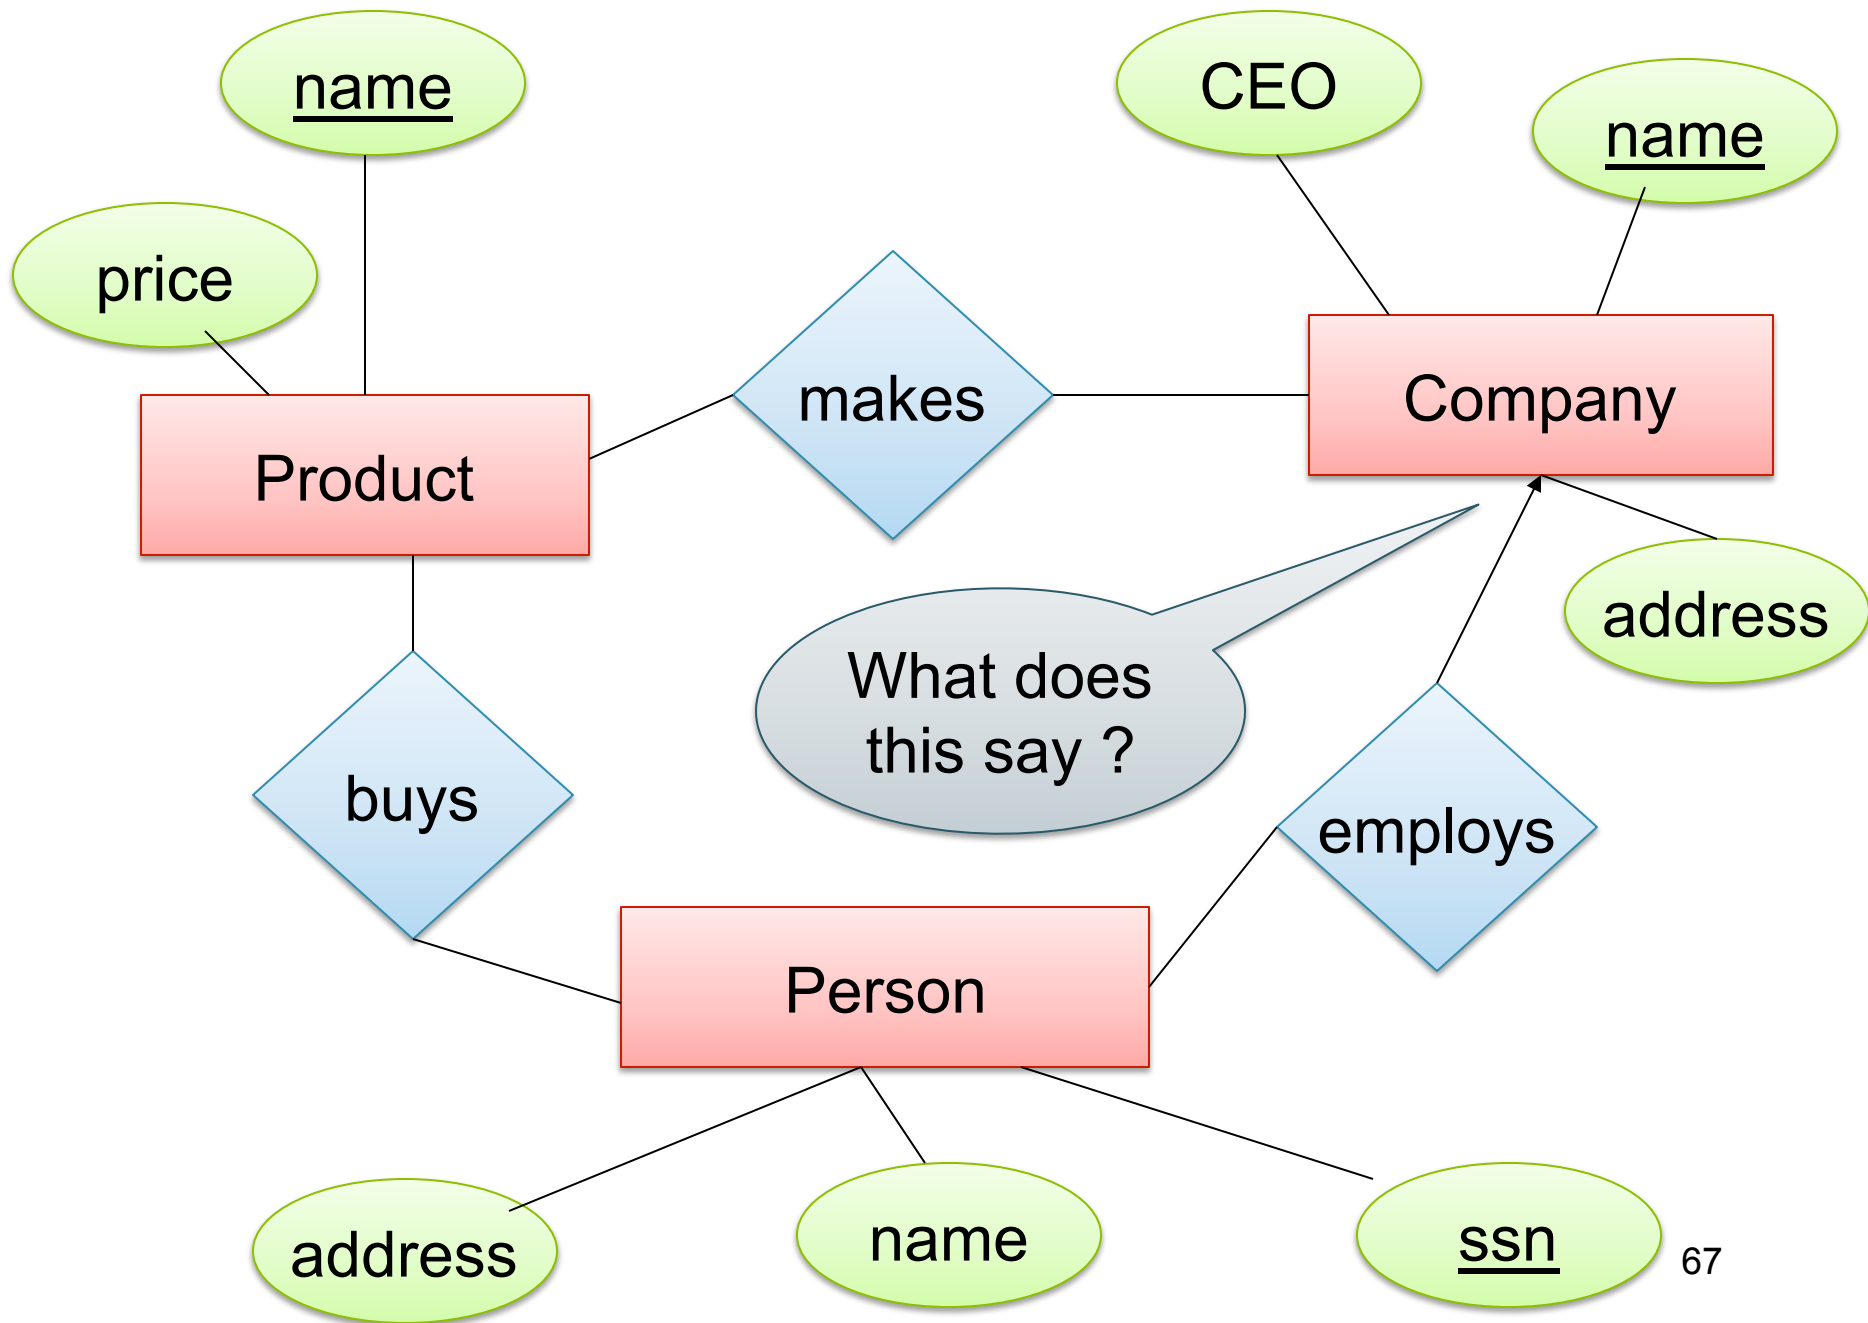 name
CEO
name
price
makes
Company
Product
address
What does
this say ?
buys
employs
Person
address
name
ssn
67